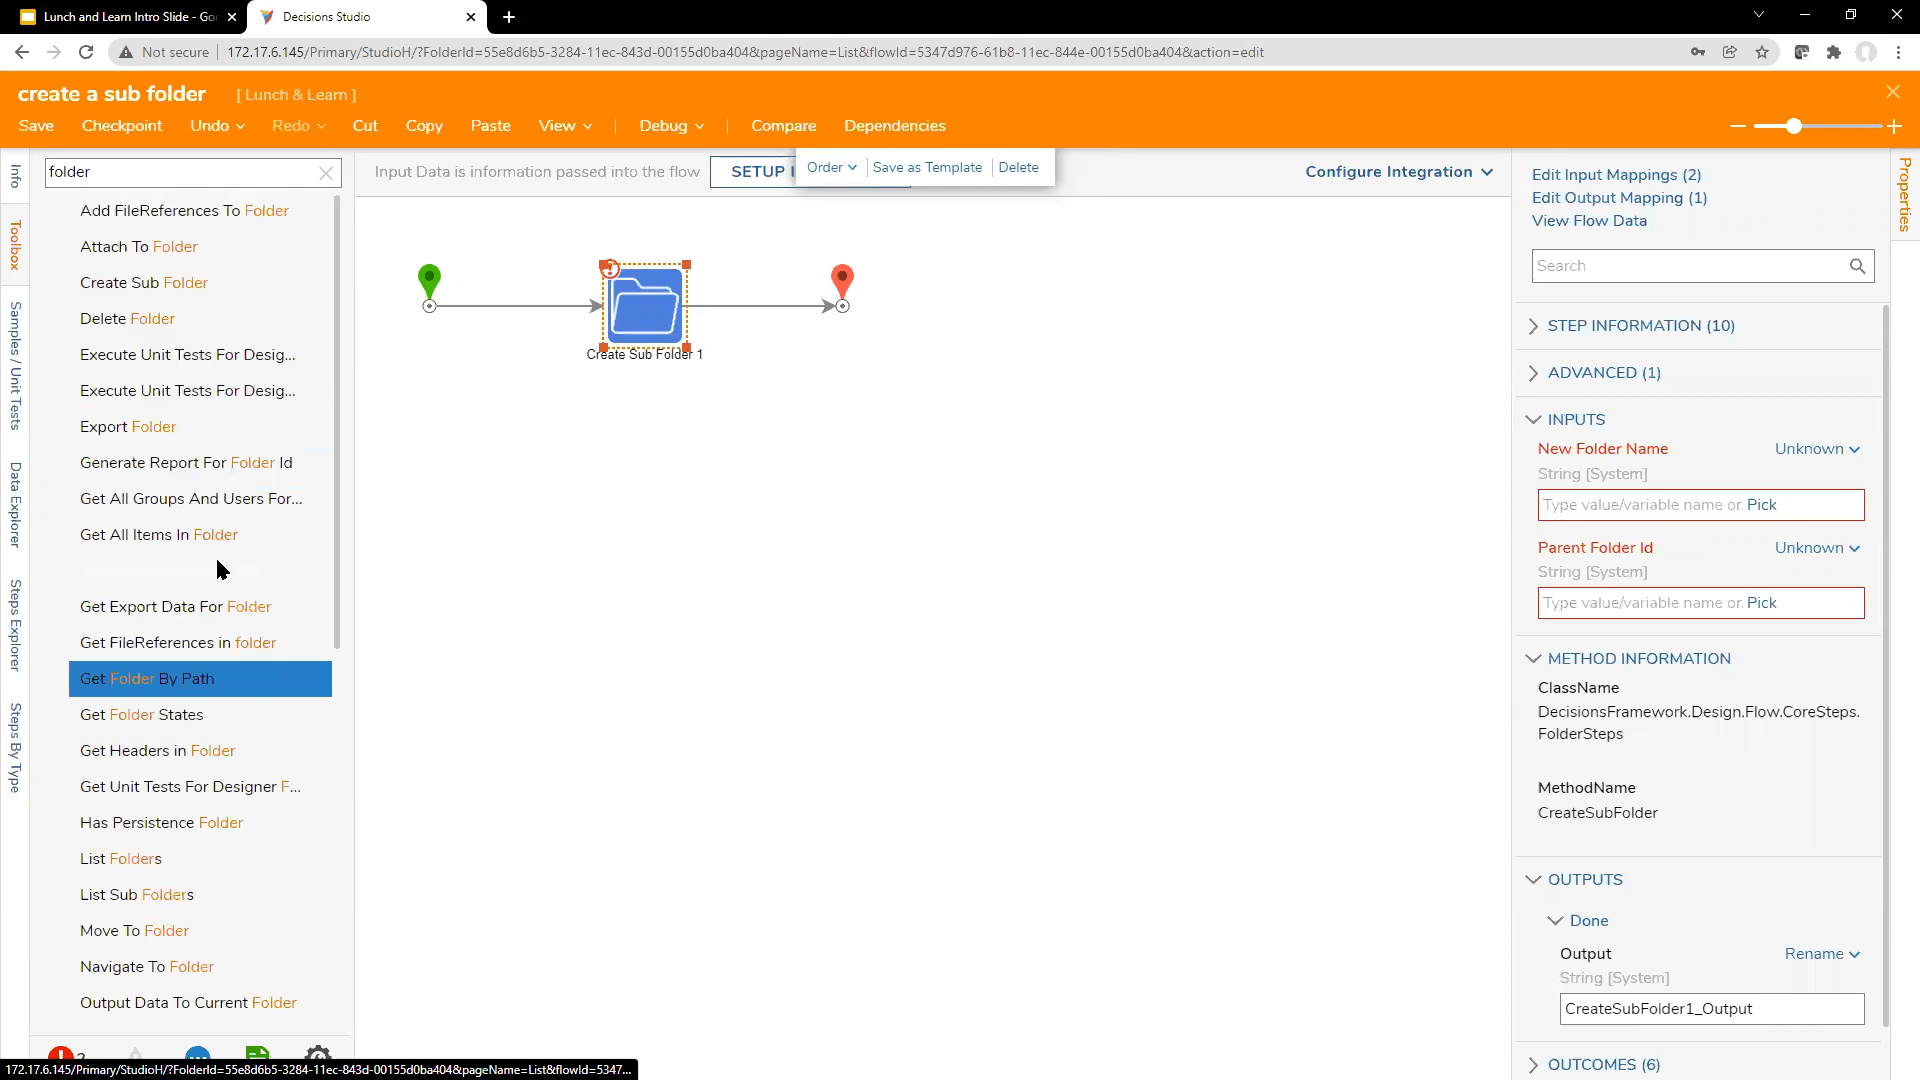 Lunch and Learn Intro Slide - Goo
Decisions Studio
Not secure
172.17.6.145/Primary/StudioH/?FolderId=55e8d6b5-3284-11ec-843d-00155d0ba404&pageName=List&flowId=5347d976-61b8-11ec-844e-00155d0ba404&action=edit
create a sub folder [ Lunch & Learn ]
Save Checkpoint Undo Redo Cut Copy Paste View Debug Compare Dependencies
Info
Toolbox
Samples / Unit Tests
Data Explorer
Steps Explorer
Steps By Type
folder
Add FileReferences To Folder
Attach To Folder
Create Sub Folder
Delete Folder
Execute Unit Tests For Desig...
Execute Unit Tests For Desig...
Export Folder
Generate Report For Folder Id
Get All Groups And Users For...
Get All Items In Folder
Get Export Data For Folder
Get FileReferences in folder
Get Folder By Path
Get Folder States
Get Headers in Folder
Get Unit Tests For Designer F...
Has Persistence Folder
List Folders
List Sub Folders
Move To Folder
Navigate To Folder
Output Data To Current Folder
2
172.17.6.145/Primary/StudioH/?FolderId=55e8d6b5-3284-11ec-843d-00155d0ba404&pageName=List&flowId=5347...
Input Data is information passed into the flow
SETUP I
Order Save as Template Delete
Configure Integration
Create Sub Folder 1
Properties
Edit Input Mappings (2)
Edit Output Mapping (1)
View Flow Data
Search
STEP INFORMATION (10)
ADVANCED (1)
INPUTS
New Folder Name Unknown
String [System]
Type value/variable name or Pick
Parent Folder Id Unknown
String [System]
Type value/variable name or Pick
METHOD INFORMATION
ClassName
DecisionsFramework.Design.Flow.CoreSteps.
FolderSteps
MethodName
CreateSubFolder
OUTPUTS
Done
Output Rename
String [System]
CreateSubFolder1_Output
OUTCOMES (6)